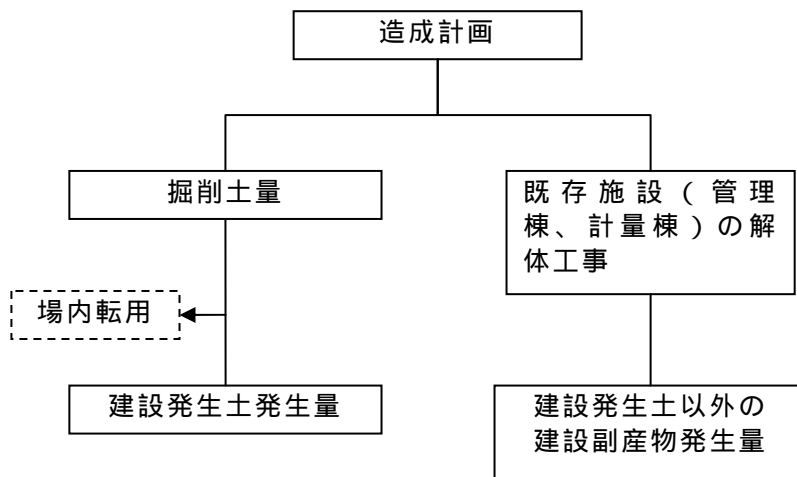 造成計画
掘削土量
既存施設(管理
棟、計量棟)の解
体工事
場内転用
建設発生土発生量
建設発生土以外の
建設副産物発生量